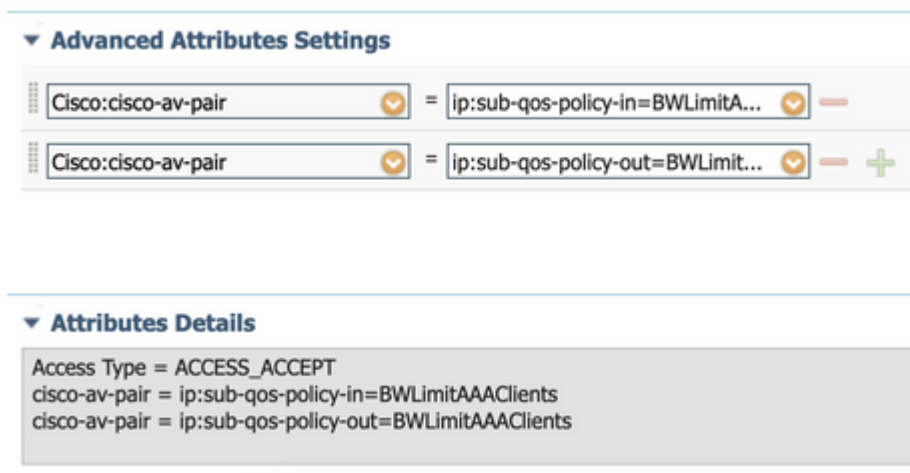 Advanced Attributes Settings
Cisco:cisco-av-pair = ip:sub-qos-policy-in=BWLimitA...
Cisco:cisco-av-pair = ip:sub-qos-policy-out=BWLimit...
Attributes Details
Access Type = ACCESS_ACCEPT
cisco-av-pair = ip:sub-qos-policy-in=BWLimitAAAClients
cisco-av-pair = ip:sub-qos-policy-out=BWLimitAAAClients